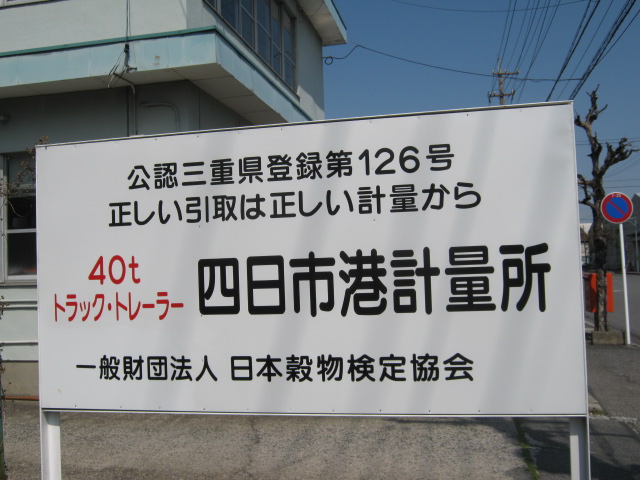 公認三重県登録第126号
正しい引取は正しい計量から
40t
トラック・トレーラー
四日市港計量所
一般財団法人 日本穀物検定協会